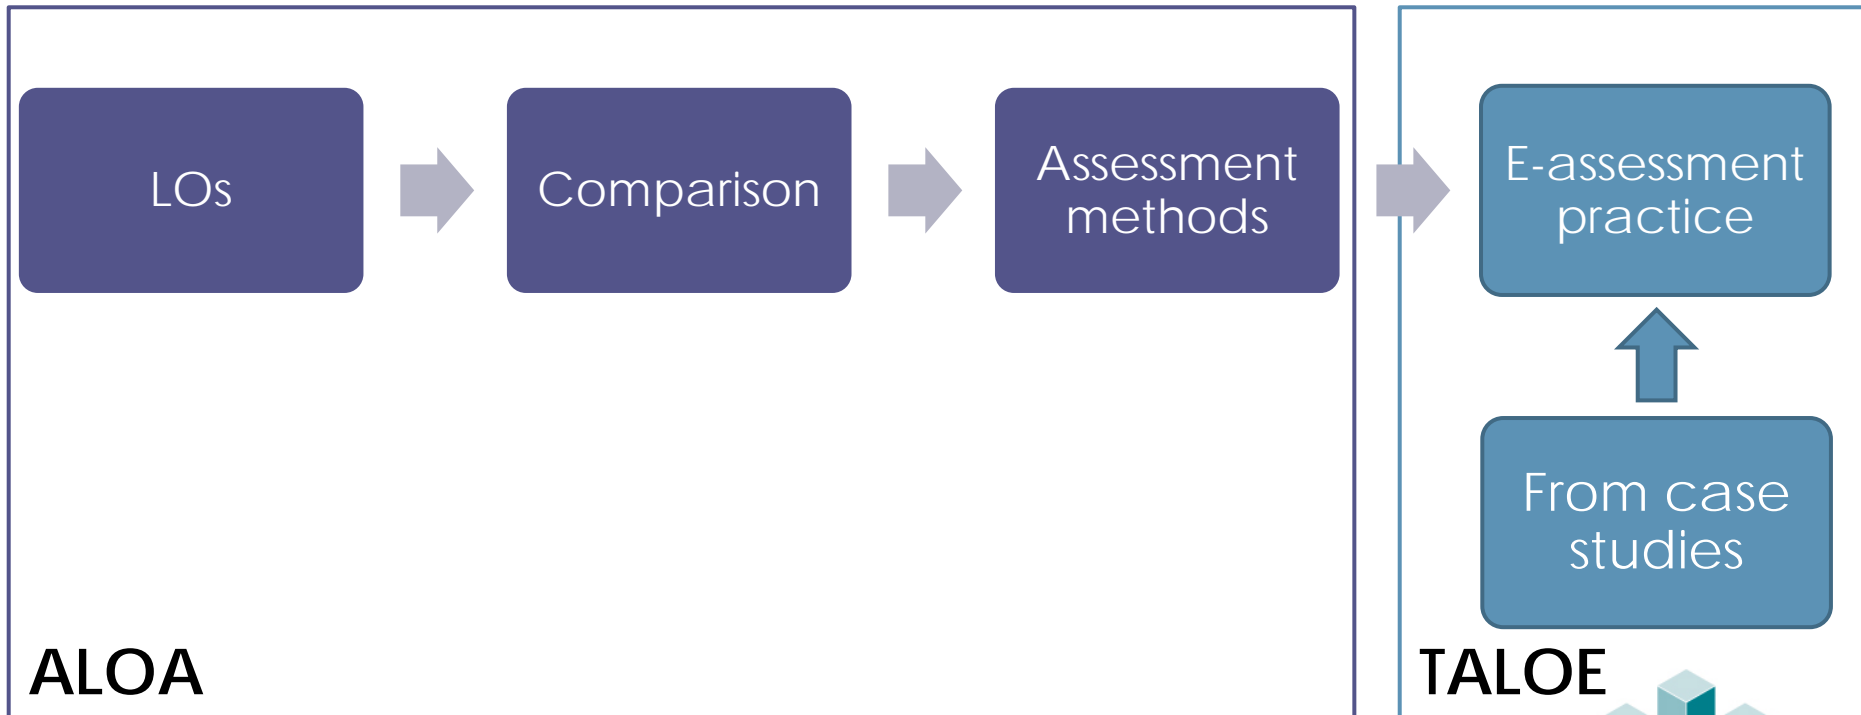 LOs
Comparison
Assessment
methods
E-assessment
practice
From case
studies
ALOA
TALOE